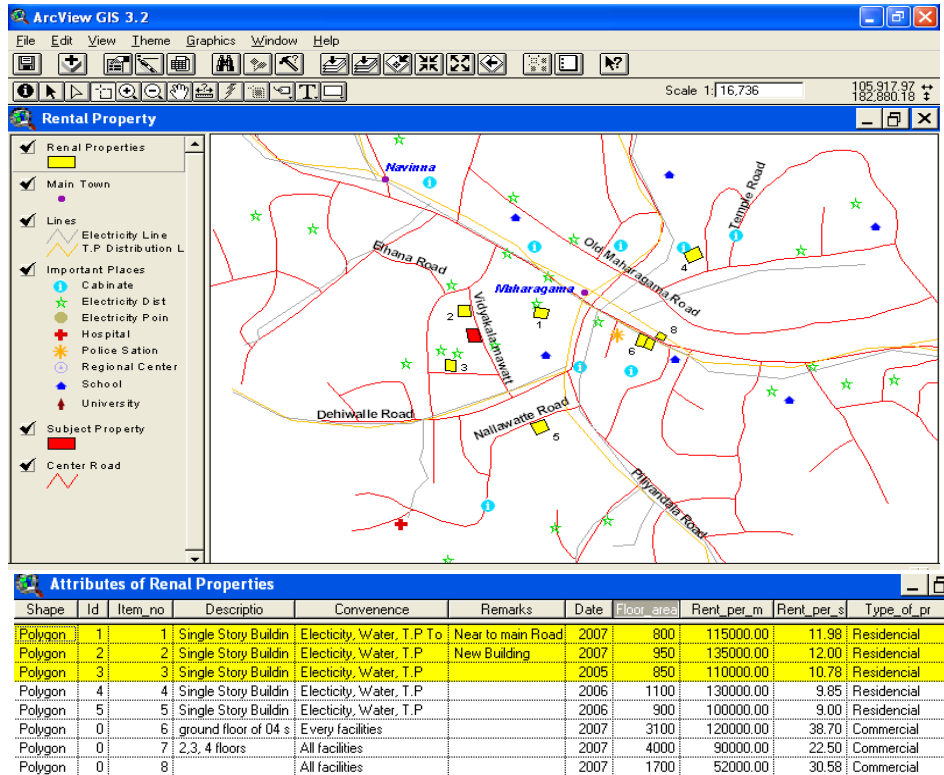 ArcView GIS 3.2
File Edit View Theme Graphics Window Help
Scale 1: 16,736
105,917.97
182,880.18
Rental Property
Renal Properties
Main Town
Lines
Electricity Line
T.P Distribution L
Important Places
Cabinate
Electricity Dist
Electricity Poin
Hospital
Police Sation
Regional Center
School
University
Subject Property
Center Road
Navinna
Temple Road
Old Maharagama Road
Efhana Road
4
Maharagama
Vidyakala mawatt
2
1
8
6
3
Dehiwalle Road
Nallawatte Road
5
Piliyandala Road
Attributes of Renal Properties
Shape Id Item_no Descriptio Convenence Remarks Date Floor_area Rent_per_m Rent_per_s Type_of_pr
Polygon 1 1 Single Story Buildin Electicity, Water, T.P To Near to main Road 2007 800 115000.00 11.98 Residencial
Polygon 2 2 Single Story Buildin Electicity, Water, T.P New Building 2007 950 135000.00 12.00 Residencial
Polygon 3 3 Single Story Buildin Electicity, Water, T.P 2005 850 110000.00 10.78 Residencial
Polygon 4 4 Single Story Buildin Electicity, Water, T.P 2006 1100 130000.00 9.85 Residencial
Polygon 5 5 Single Story Buildin Electicity, Water, T.P 2006 900 100000.00 9.00 Residencial
Polygon 0 6 ground floor of 04 s Every facilities 2007 3100 120000.00 38.70 Commercial
Polygon 0 7 2,3, 4 floors All facilities 2007 4000 90000.00 22.50 Commercial
Polygon 0 8 All facilities 2007 1700 52000.00 30.58 Commercial